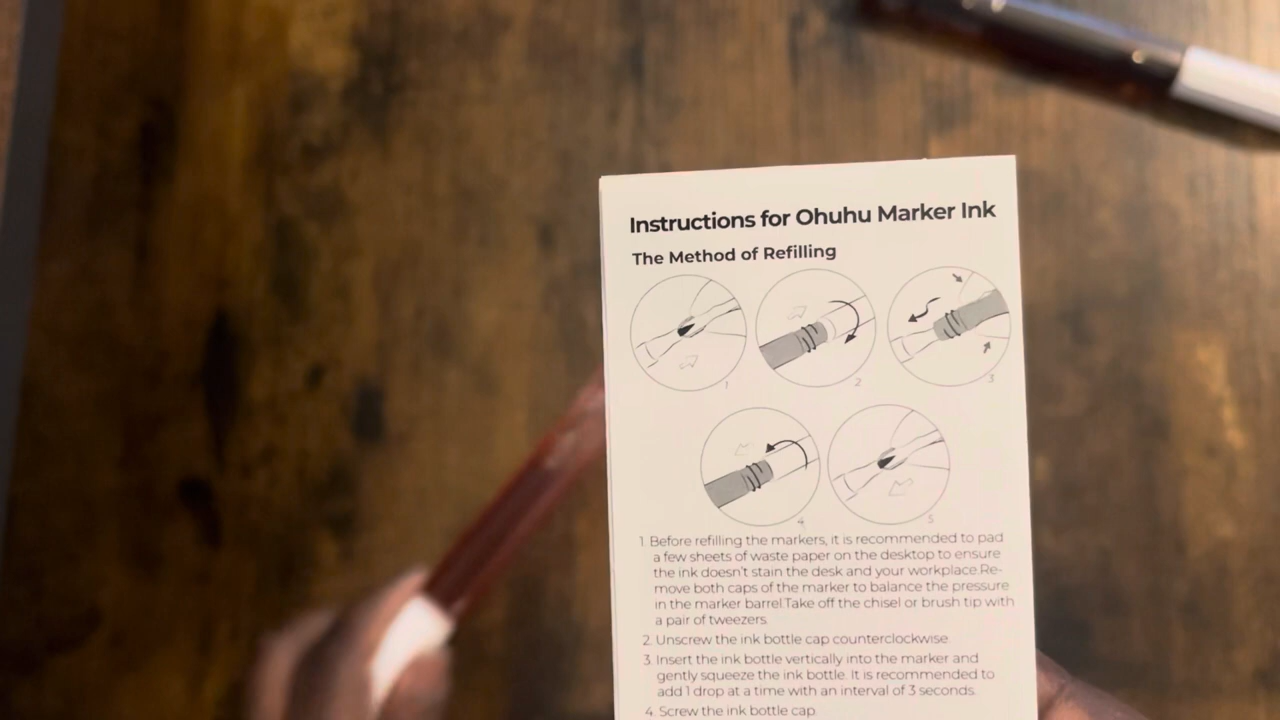 Instructions for Ohuhu Marker Ink
The Method of Refilling
1
2
3
4
5
1 Before refilling the markers, it is recommended to pad
a few sheets of waste paper on the desktop to ensure
the ink doesn't stain the desk and your workplace.Re-
move both caps of the marker to balance the pressure
in the marker barrel.Take off the chisel or brush tip with
a pair of tweezers.
2. Unscrew the ink bottle cap counterclockwise.
3. Insert the ink bottle vertically into the marker and
gently squeeze the ink bottle. It is recommended to
add 1 drop at a time with an interval of 3 seconds.
4. Screw the ink bottle cap.